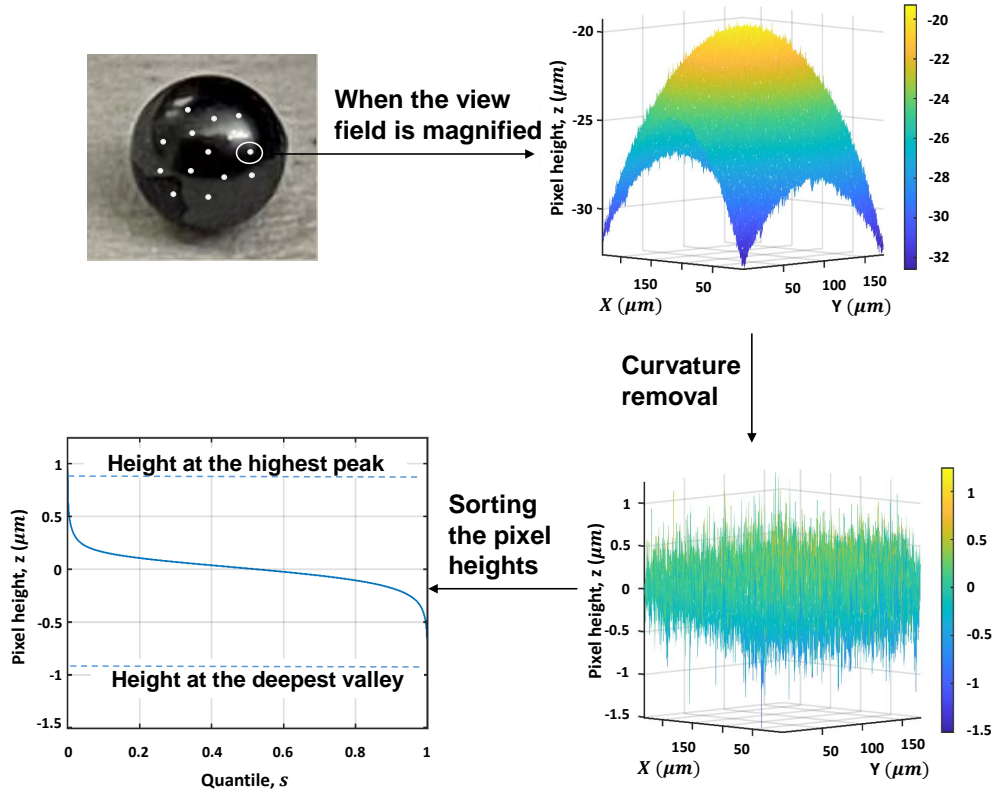 When the view
field is magnified
Pixel height, z (μm)
-20
-25
-30
150
50
X (μm)
50
100
150
Y (μm)
-20
-22
-24
-26
-28
-30
-32
Curvature
removal
Pixel height, z (μm)
1
0.5
0
-0.5
-1
-1.5
150
50
X (μm)
50
100
150
Y (μm)
1
0.5
0
-0.5
-1
-1.5
Sorting
the pixel
heights
Pixel height, z (μm)
1
0.5
0
-0.5
-1
-1.5
Height at the highest peak
Height at the deepest valley
0
0.2
0.4
0.6
0.8
1
Quantile, s